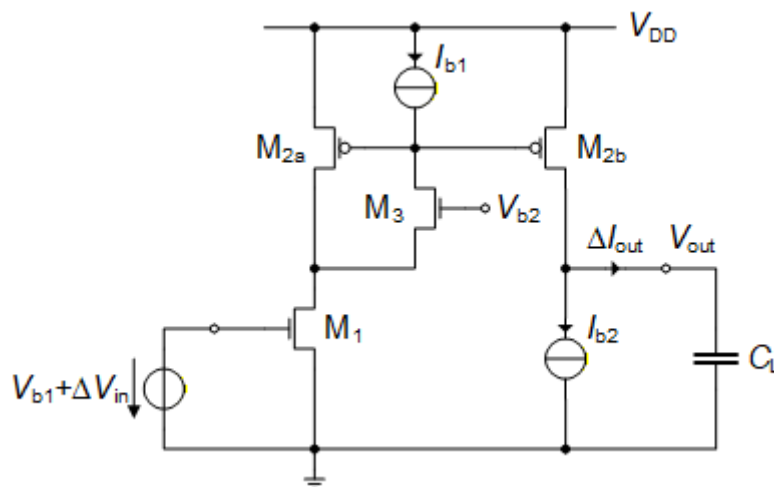 V_DD
I_b1
M_2a
M_2b
M_3
V_b2
ΔI_out
V_out
M_1
I_b2
V_b1+ΔV_in
C_L